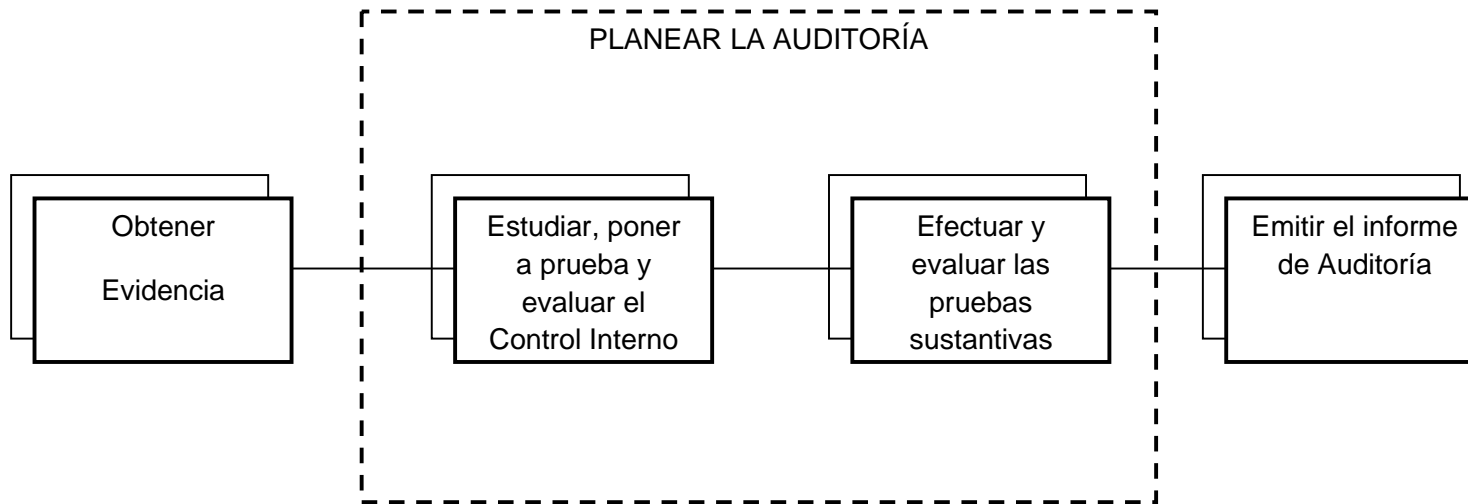 PLANEAR LA AUDITORÍA
Obtener
Evidencia
Estudiar, poner
a prueba y
evaluar el
Control Interno
Efectuar y
evaluar las
pruebas
sustantivas
Emitir el informe
de Auditoría